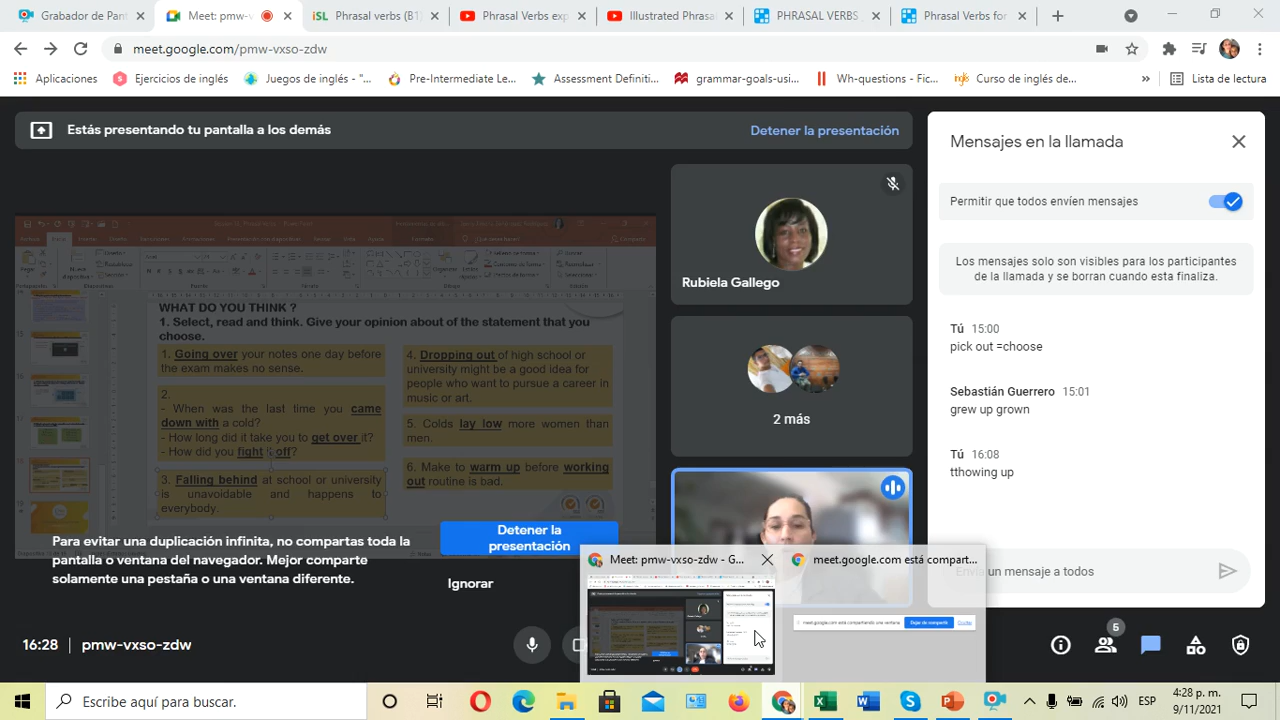 Grabador de Pant
Meet: pmw-v
Phrasal verbs (B1)
Phrasal Verbs exp
Illustrated Phrasa
PHRASAL VERBS
Phrasal Verbs for
meet.google.com/pmw-vxso-zdw
Aplicaciones
Ejercicios de inglés
Juegos de inglés - "...
Pre-Intermediate Le...
Assessment Definiti...
grammar-goals-usi...
Wh-questions - Fic...
Curso de inglés de...
»
Lista de lectura
Estás presentando tu pantalla a los demás
Detener la presentación
WHAT DO YOU THINK ?
1. Select, read and think. Give your opinion about of the statement that you
choose.
1. Going over your notes one day before
the exam makes no sense.
2.
- When was the last time you came
down with a cold?
- How long did it take you to get over it?
- How did you fight it off?
3. Falling behind at school or university
is unavoidable and happens to
everybody.
4. Dropping out of high school or
university might be a good idea for
people who want to pursue a career in
music or art.
5. Colds lay low more women than
men.
6. Make to warm up before working
out routine is bad.
Para evitar una duplicación infinita, no compartas toda la
pantalla o ventana del navegador. Mejor comparte
solamente una pestaña o una ventana diferente.
Detener la
presentación
Ignorar
Rubiela Gallego
2 más
Mensajes en la llamada
Permitir que todos envíen mensajes
Los mensajes solo son visibles para los participantes
de la llamada y se borran cuando esta finaliza.
Tú 15:00
pick out =choose
Sebastián Guerrero 15:01
grew up grown
Tú 16:08
tthowing up
un mensaje a todos
Meet: pmw-vxso-zdw - G...
meet.google.com está compart...
meet.google.com está compartiendo una ventana.
Dejar de compartir
Ocultar
pmw-vxso-zdw
5
Escribe aquí para buscar.
ESP
4:28 p. m.
9/11/2021